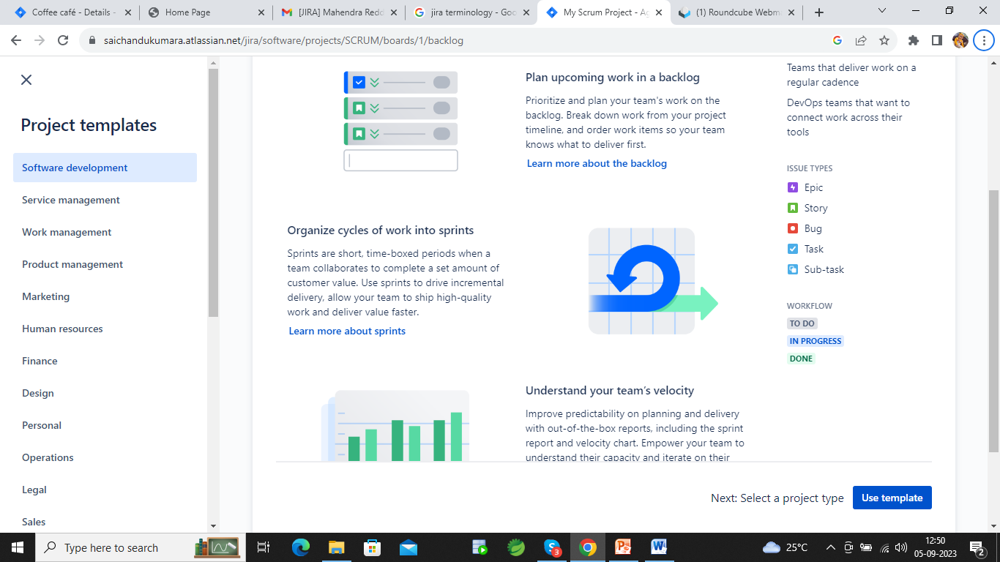 Coffee café - Details -
Home Page
[JIRA] Mahendra Redd
jira terminology - Goo
My Scrum Project - Ag
(1) Roundcube Webma
saichandukumara.atlassian.net/jira/software/projects/SCRUM/boards/1/backlog
Project templates
Software development
Service management
Work management
Product management
Marketing
Human resources
Finance
Design
Personal
Operations
Legal
Sales
Plan upcoming work in a backlog
Prioritize and plan your team's work on the
backlog. Break down work from your project
timeline, and order work items so your team
knows what to deliver first.
Learn more about the backlog
Organize cycles of work into sprints
Sprints are short, time-boxed periods when a
team collaborates to complete a set amount of
customer value. Use sprints to drive incremental
delivery, allow your team to ship high-quality
work and deliver value faster.
Learn more about sprints
Understand your team's velocity
Improve predictability on planning and delivery
with out-of-the-box reports, including the sprint
report and velocity chart. Empower your team to
understand their capacity and iterate on their
Teams that deliver work on a
regular cadence
DevOps teams that want to
connect work across their
tools
ISSUE TYPES
Epic
Story
Bug
Task
Sub-task
WORKFLOW
TO DO
IN PROGRESS
DONE
Next: Select a project type
Use template
Type here to search
3
25°C
12:50
05-09-2023
2